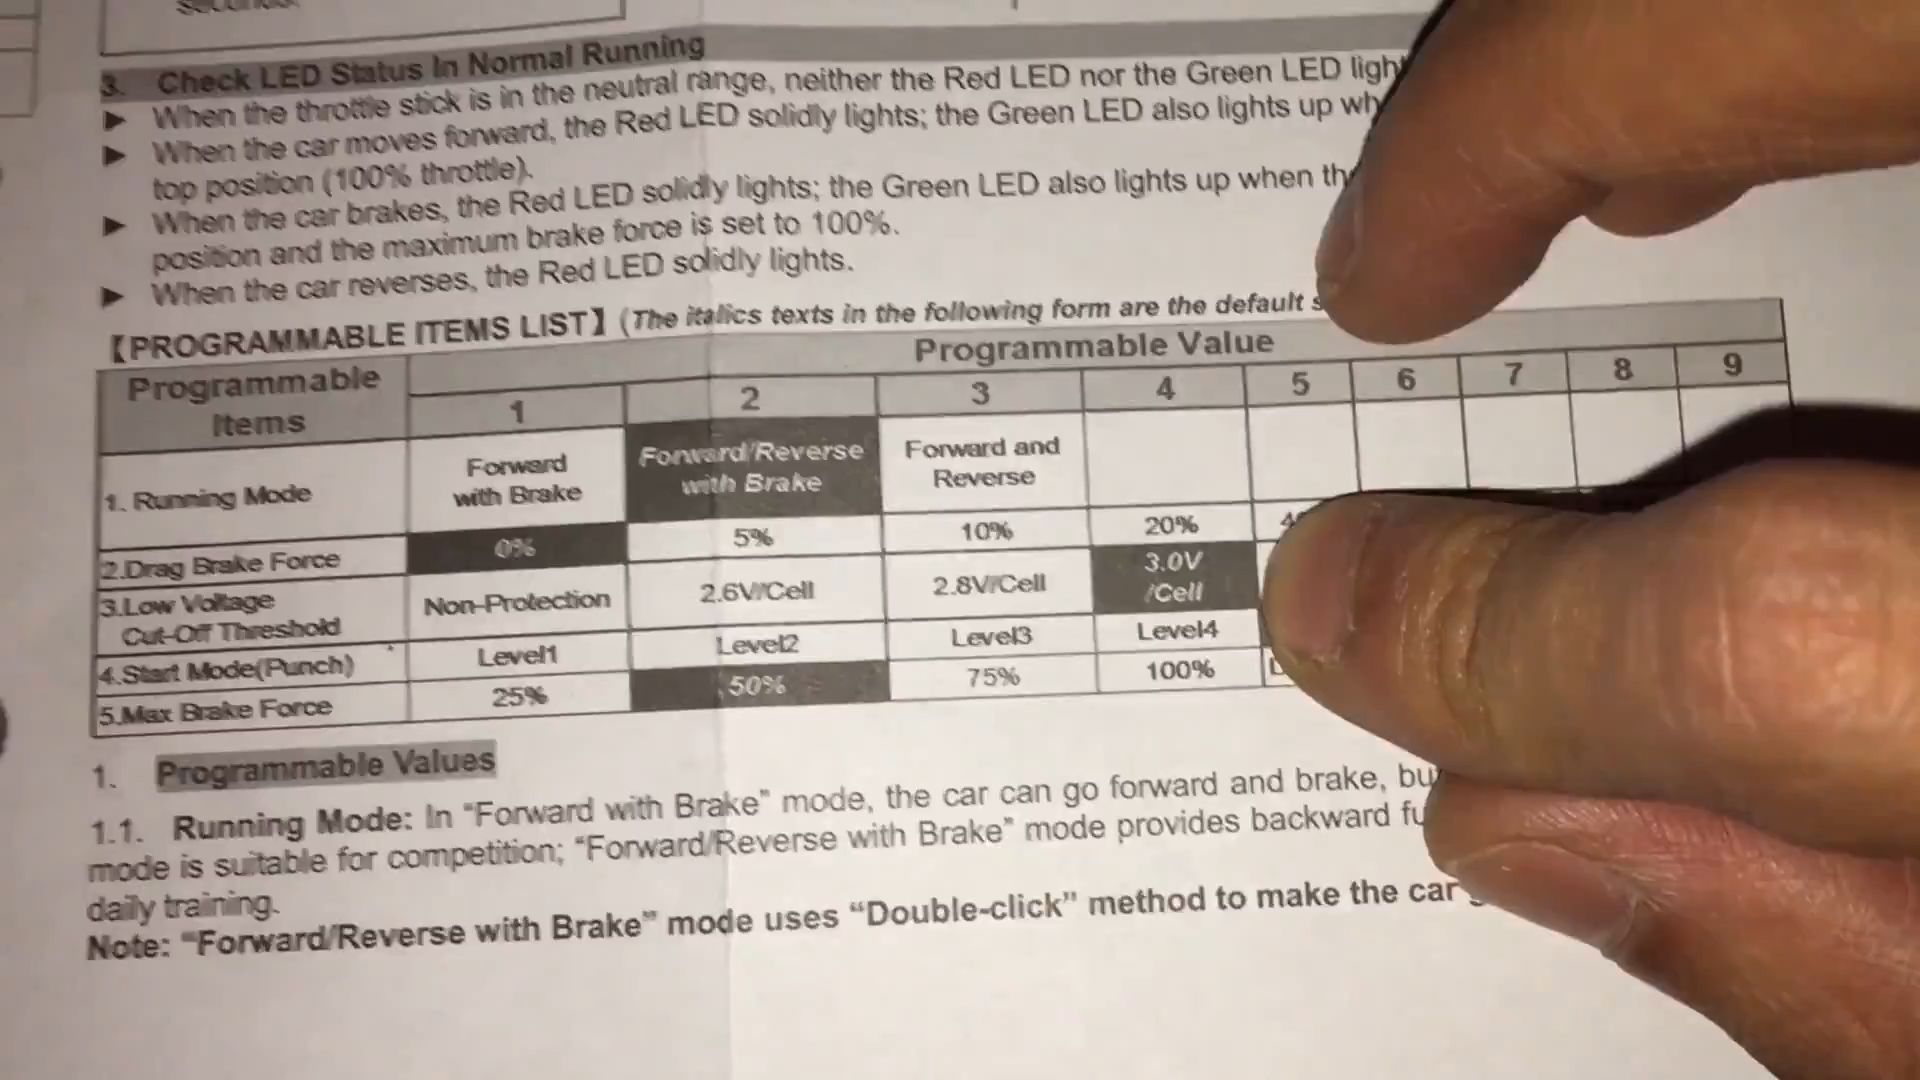 seconds.
3. Check LED Status In Normal Running
► When the throttle stick is in the neutral range, neither the Red LED nor the Green LED
► When the car moves forward, the Red LED solidly lights; the Green LED also lights up
top position (100% throttle).
► When the car brakes, the Red LED solidly lights; the Green LED also lights up when
position and the maximum brake force is set to 100%.
► When the car reverses, the Red LED solidly lights.
【PROGRAMMABLE ITEMS LIST】 (The italics texts in the following form are the default
Programmable Items
Programmable Value
1 2 3 4 5 6 7 8 9
1. Running Mode Forward with Brake Forward/Reverse with Brake Forward and Reverse
2.Drag Brake Force 0% 5% 10% 20%
3.Low Voltage Cut-Off Threshold Non-Protection 2.6V/Cell 2.8V/Cell 3.0V /Cell
4.Start Mode(Punch) Level1 Level2 Level3 Level4
5.Max Brake Force 25% 50% 75% 100%
1. Programmable Values
1.1. Running Mode: In “Forward with Brake” mode, the car can go forward and brake,
mode is suitable for competition; “Forward/Reverse with Brake” mode provides backward
daily training.
Note: “Forward/Reverse with Brake” mode uses “Double-click” method to make the car